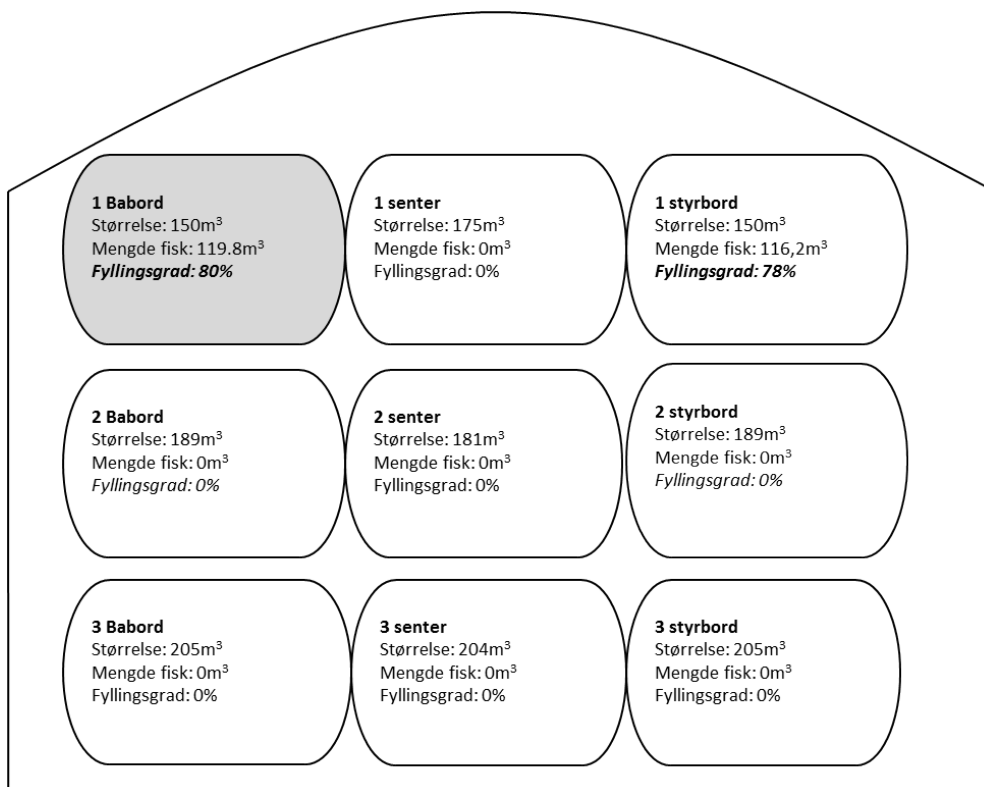 1 Babord
Størrelse: 150m³
Mengde fisk: 119.8m³
Fyllingsgrad: 80%
1 senter
Størrelse: 175m³
Mengde fisk: 0m³
Fyllingsgrad: 0%
1 styrbord
Størrelse: 150m³
Mengde fisk: 116,2m³
Fyllingsgrad: 78%
2 Babord
Størrelse: 189m³
Mengde fisk: 0m³
Fyllingsgrad: 0%
2 senter
Størrelse: 181m³
Mengde fisk: 0m³
Fyllingsgrad: 0%
2 styrbord
Størrelse: 189m³
Mengde fisk: 0m³
Fyllingsgrad: 0%
3 Babord
Størrelse: 205m³
Mengde fisk: 0m³
Fyllingsgrad: 0%
3 senter
Størrelse: 204m³
Mengde fisk: 0m³
Fyllingsgrad: 0%
3 styrbord
Størrelse: 205m³
Mengde fisk: 0m³
Fyllingsgrad: 0%